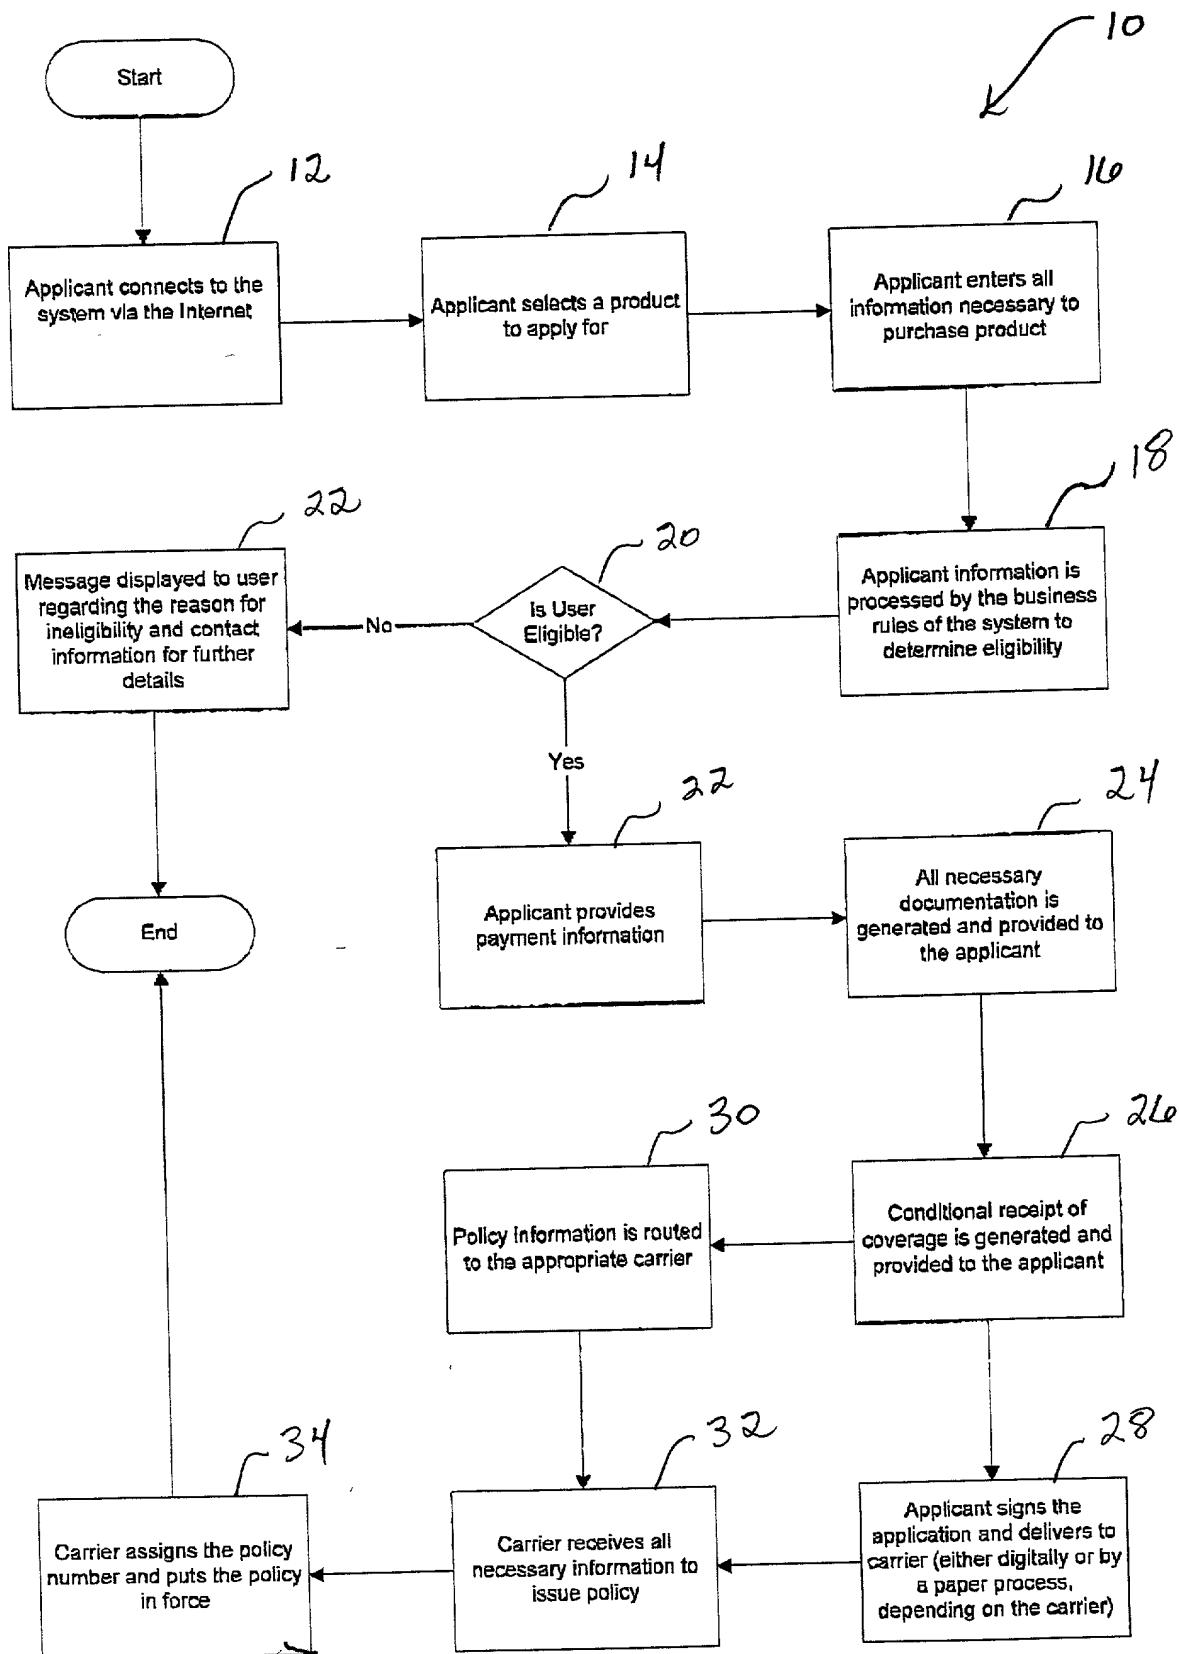 10
Start
12
14
16
Applicant connects to the
system via the Internet
Applicant selects a product
to apply for
Applicant enters all
information necessary to
purchase product
18
22
20
Message displayed to user
regarding the reason for
ineligibility and contact
information for further
details
No
Is User
Eligible?
Applicant information is
processed by the business
rules of the system to
determine eligibility
Yes
22
24
End
Applicant provides
payment information
All necessary
documentation is
generated and provided to
the applicant
30
26
Policy information is routed
to the appropriate carrier
Conditional receipt of
coverage is generated and
provided to the applicant
34
32
28
Carrier assigns the policy
number and puts the policy
in force
Carrier receives all
necessary information to
issue policy
Applicant signs the
application and delivers to
carrier (either digitally or by
a paper process,
depending on the carrier)